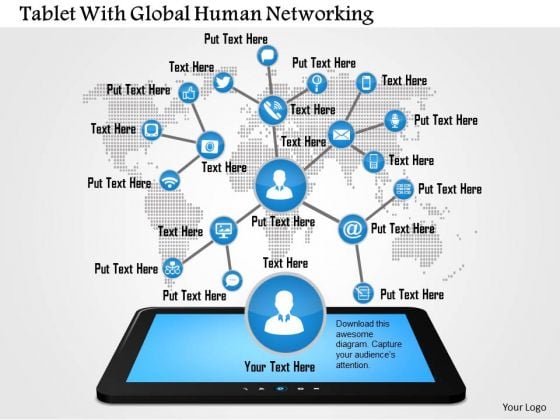 Tablet With Global Human Networking
Put Text Here
Text Here
Put Text Here
Text Here
Put Text Here
Put Text Here
Text Here
Text Here
Text Here
Put Text Here
Text Here
Text Here
Put Text Here
Put Text Here
Put Text Here
Text Here
Text Here
Text Here
Put Text Here
Put Text Here
Put Text Here
Download this
awesome
diagram. Capture
your audience's
attention.
Your Text Here
Your Logo